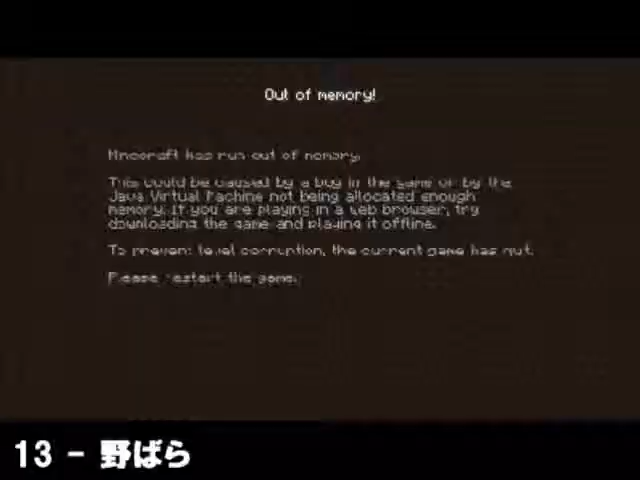 Out of memory!
Minecraft has run out of memory.
This could be caused by a bug in the game or by the
Java Virtual Machine not being allocated enough
memory. If you are playing in a web browser, try
downloading the game and playing it offline.
To prevent level corruption, the current game has quit.
Please restart the game.
13 - 野ばら